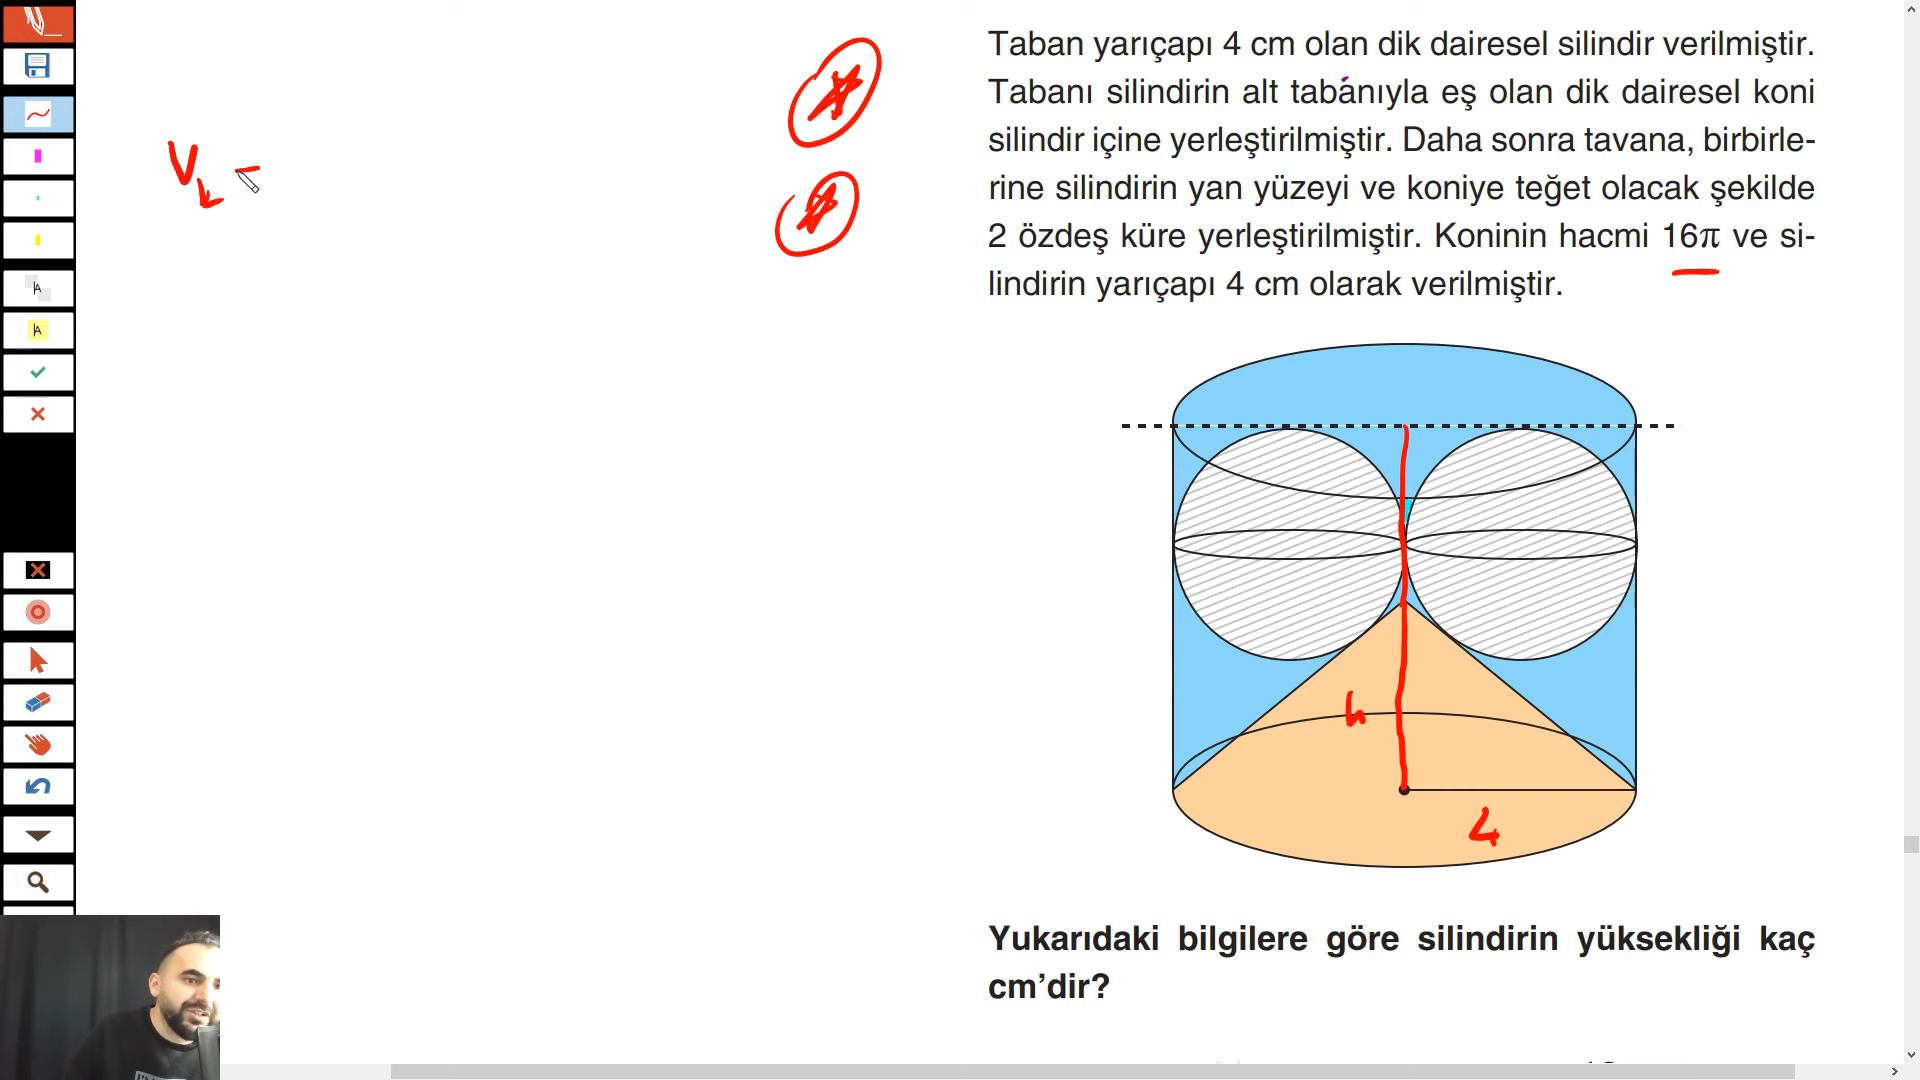 Taban yarıçapı 4 cm olan dik dairesel silindir verilmiştir.
Tabanı silindirin alt tabanıyla eş olan dik dairesel koni
silindir içine yerleştirilmiştir. Daha sonra tavana, birbirle-
rine silindirin yan yüzeyi ve koniye teğet olacak şekilde
2 özdeş küre yerleştirilmiştir. Koninin hacmi 16π ve si-
lindirin yarıçapı 4 cm olarak verilmiştir.
V
h
4
Yukarıdaki bilgilere göre silindirin yüksekliği kaç
cm’dir?